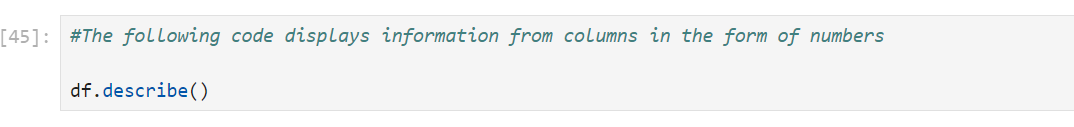 [45]: #The following code displays information from columns in the form of numbers
df.describe()